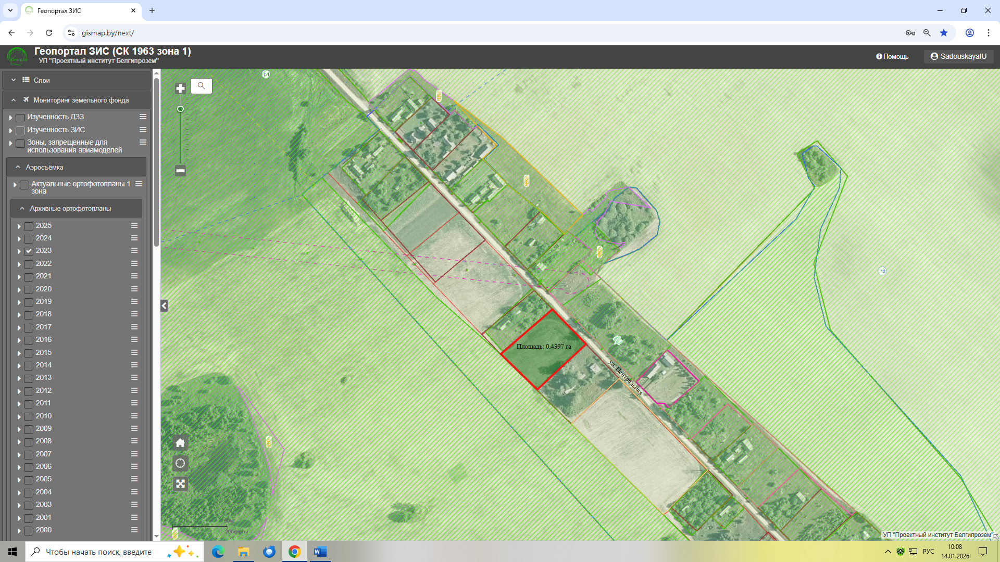 Геопортал ЗИС
gismap.by/next/
Геопортал ЗИС (СК 1963 зона 1)
УП "Проектный институт Белгипрозем"
Помощь
SadouskayaIU
Слои
Мониторинг земельного фонда
Изученность ДЗЗ
Изученность ЗИС
Зоны, запрещенные для
использования авиамоделей
Аэросъёмка
Актуальные ортофотопланы 1
зона
Архивные ортофотопланы
2025
2024
2023
2022
2021
2020
2019
2018
2017
2016
2015
2014
2013
2012
2011
2010
2009
2008
2007
2006
2005
2004
2003
2001
2000
7.1
12
Площадь: 0.4397 га
ул. Центральная
60м
200футы
УП "Проектный институт Белгипрозем"
Чтобы начать поиск, введите
РУС
10:08
14.01.2026